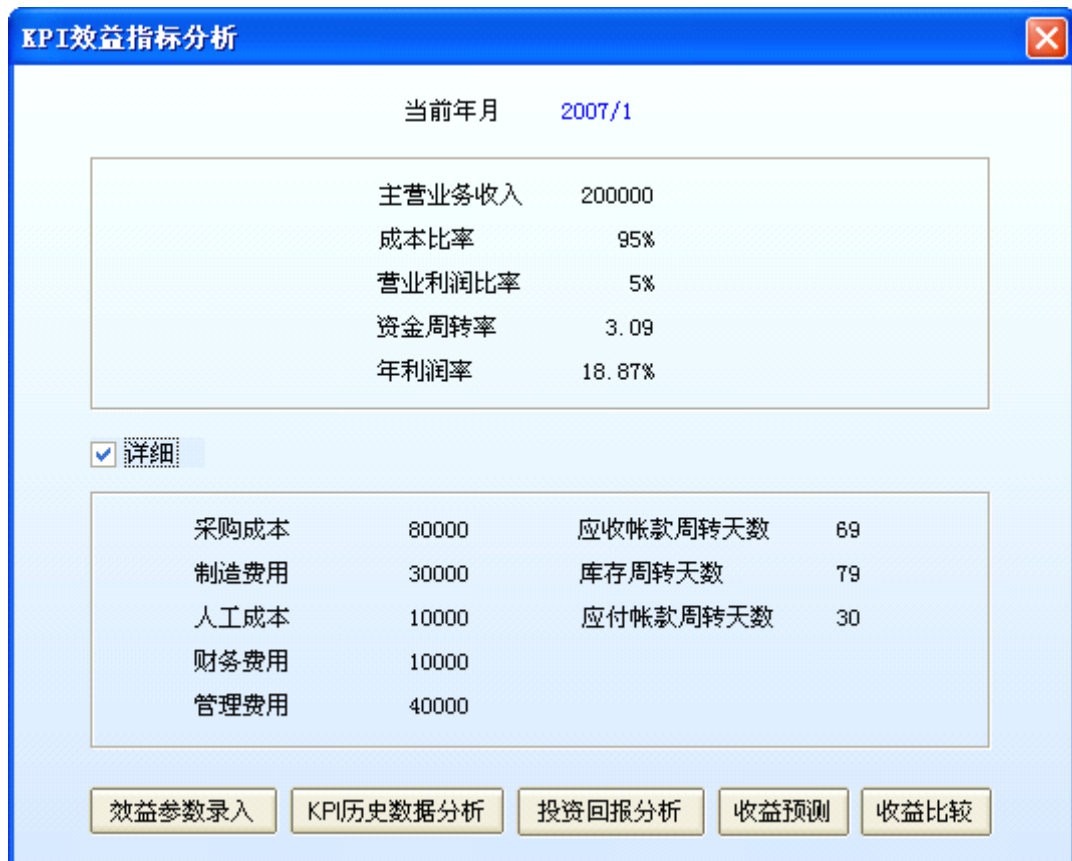 KPI效益指标分析
当前年月 2007/1
主营业务收入 200000
成本比率 95%
营业利润比率 5%
资金周转率 3.09
年利润率 18.87%
详细
采购成本 80000 应收帐款周转天数 69
制造费用 30000 库存周转天数 79
人工成本 10000 应付帐款周转天数 30
财务费用 10000
管理费用 40000
效益参数录入 KPI历史数据分析 投资回报分析 收益预测 收益比较